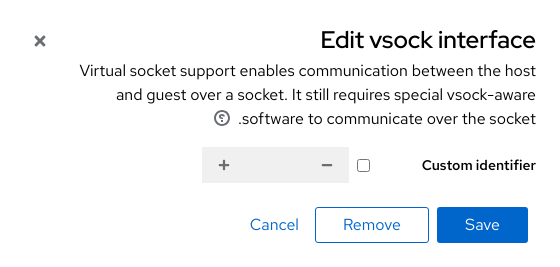 Edit vsock interface
Virtual socket support enables communication between the host
and guest over a socket. It still requires special vsock-aware
.software to communicate over the socket
Custom identifier
Save Remove Cancel